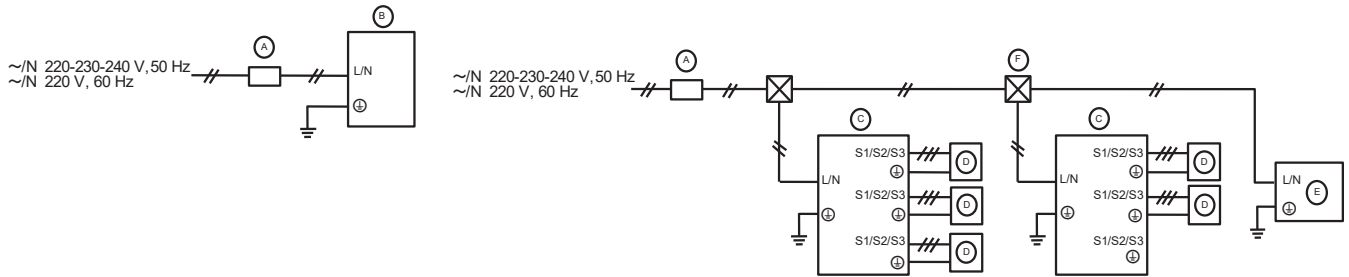 A
B
~/N 220-230-240 V, 50 Hz
~/N 220 V, 60 Hz
L/N
~/N 220-230-240 V, 50 Hz
~/N 220 V, 60 Hz
A
F
C
S1/S2/S3
D
L/N
S1/S2/S3
D
S1/S2/S3
D
C
S1/S2/S3
D
L/N
S1/S2/S3
D
S1/S2/S3
L/N
E